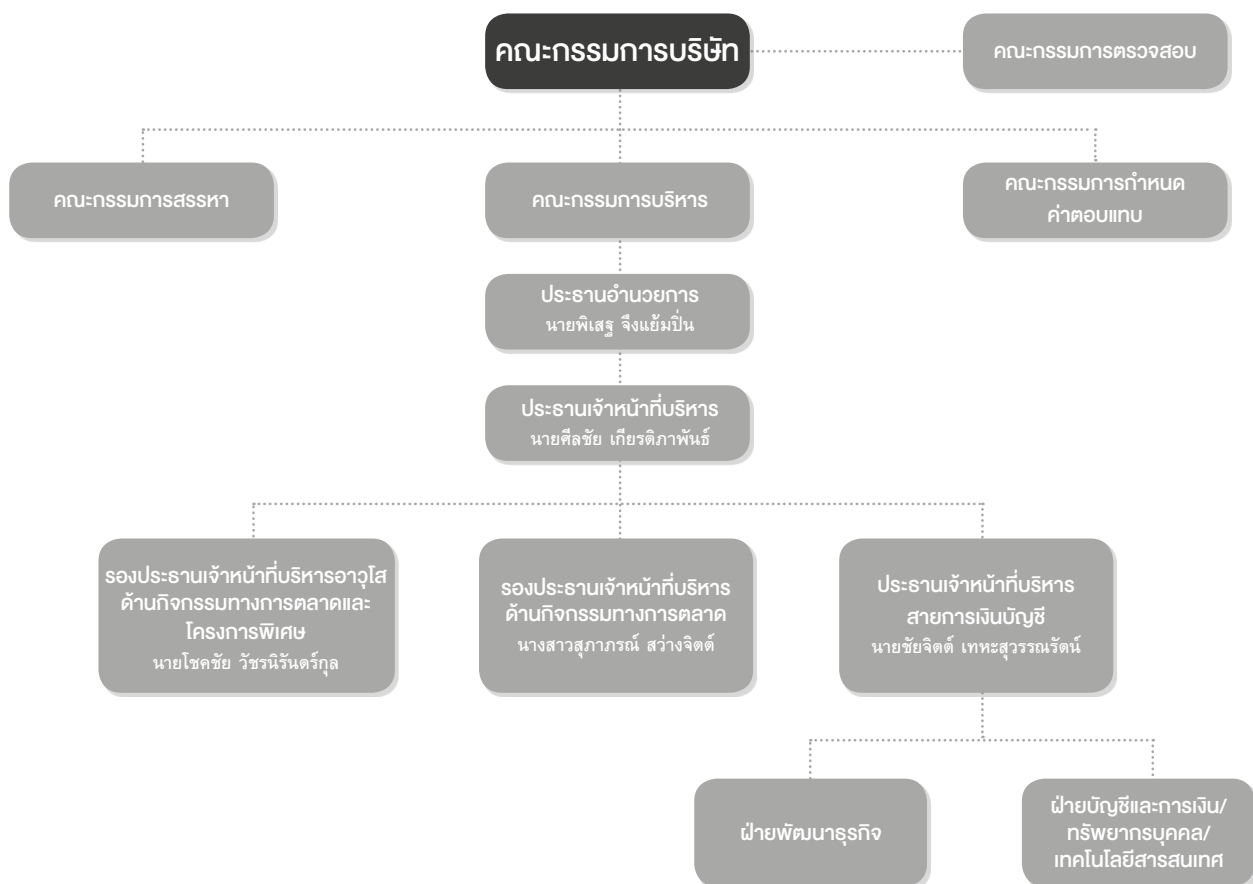 คณะกรรมการบริษัท
คณะกรรมการตรวจสอบ
คณะกรรมการสรรหา
คณะกรรมการบริหาร
คณะกรรมการกำหนด
ค่าตอบแทน
ประธานอำนวยการ
นายพิเสฐ จึงแย้มปิ่น
ประธานเจ้าหน้าที่บริหาร
นายศีลชัย เกียรติภาพันธ์
รองประธานเจ้าหน้าที่บริหารอาวุโส
ด้านกิจกรรมทางการตลาดและ
โครงการพิเศษ
นายโชคชัย วัชรนิรันดร์กุล
รองประธานเจ้าหน้าที่บริหาร
ด้านกิจกรรมทางการตลาด
นางสาวสุภาภรณ์ สว่างจิตต์
ประธานเจ้าหน้าที่บริหาร
สายการเงินบัญชี
นายชัยจิตต์ เทหะสุวรรณรัตน์
ฝ่ายพัฒนาธุรกิจ
ฝ่ายบัญชีและการเงิน/
ทรัพยากรบุคคล/
เทคโนโลยีสารสนเทศ